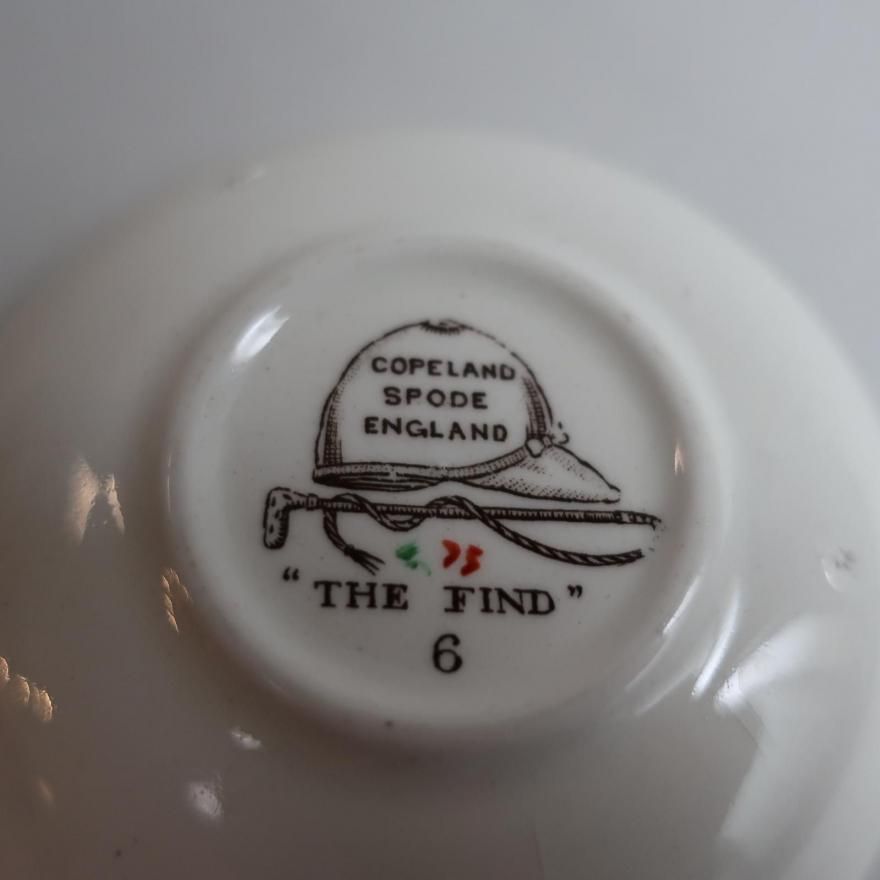 COPELAND
SPODE
ENGLAND
"THE FIND"
6